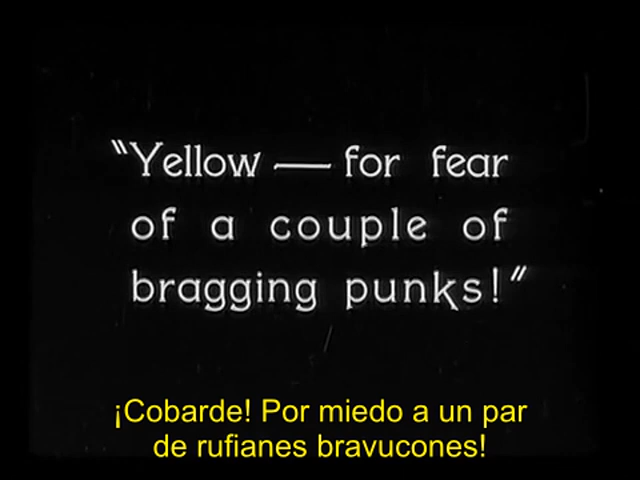 "Yellow — for fear
of a couple of
bragging punks!"
¡Cobarde! Por miedo a un par
de rufianes bravucones!